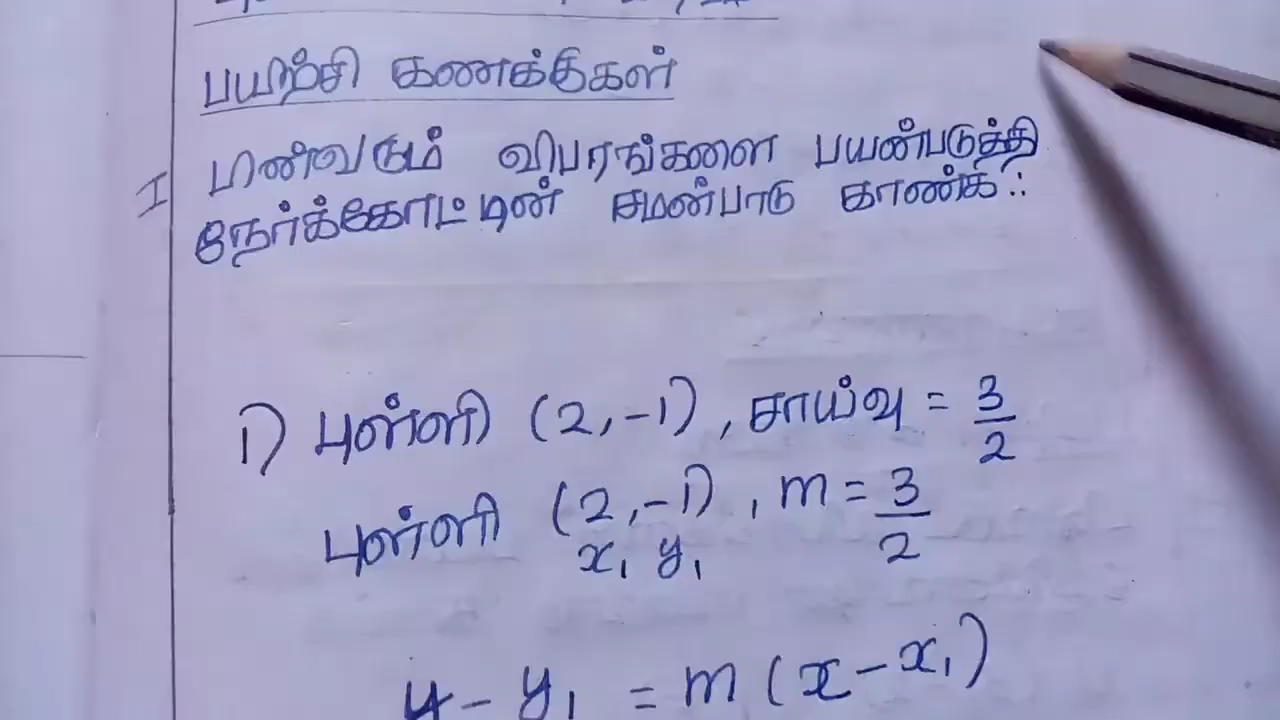 பயிற்சி கணக்குகள்
I பின்வரும் விபரங்களை பயன்படுத்தி
நேர்க்கோட்டின் சமன்பாடு காண்க :
1) புள்ளி (2,-1) , சாய்வு = 3/2
புள்ளி (2,-1) , m = 3/2
x₁ y₁
y - y₁ = m (x - x₁)